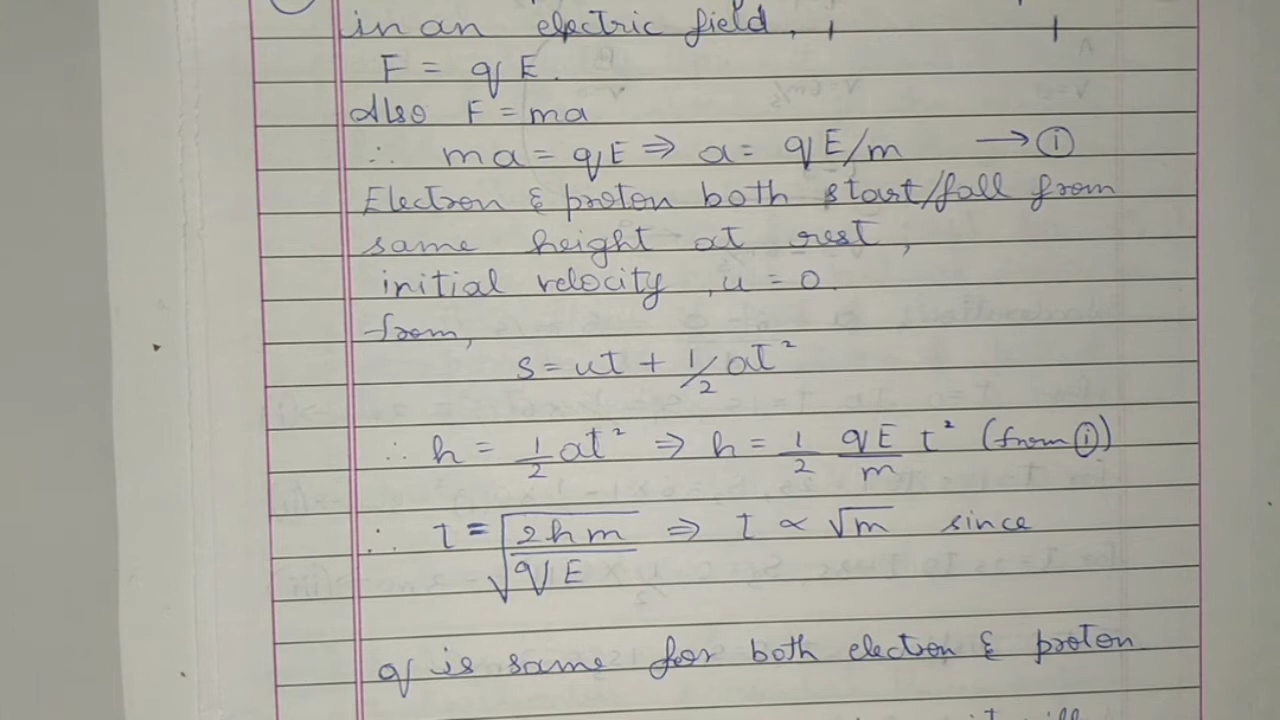 in an electric field,
F = qE.
Also F = ma
∴ ma = qE ⇒ a = qE/m → ①
Electron & proton both start/fall from
same height at rest,
initial velocity, u = 0.
from,
s = ut + 1/2 at²
∴ h = 1/2 at² ⇒ h = 1/2 qE/m t² (from ①)
∴ t = √(2hm/qE) ⇒ t ∝ √m since
q is same for both electron & proton